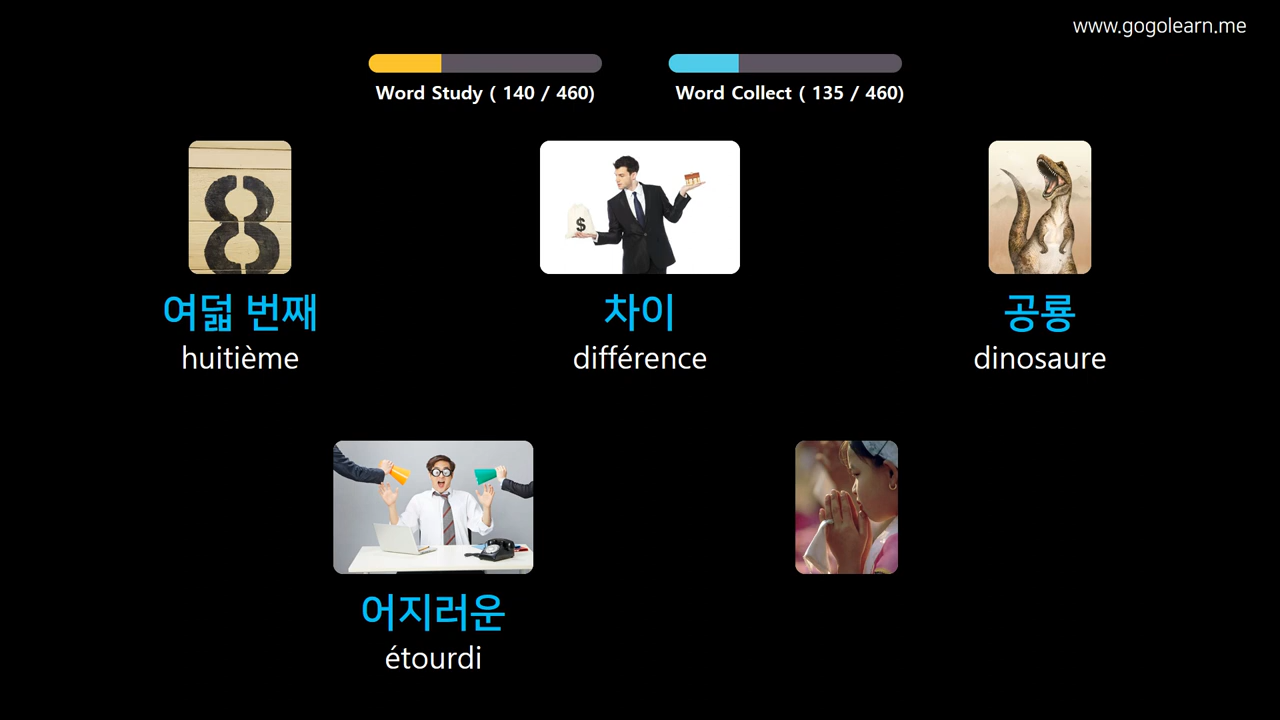 www.gogolearn.me
Word Study ( 140 / 460)
Word Collect ( 135 / 460)
8
$
여덟 번째
huitième
차이
différence
공룡
dinosaure
어지러운
étourdi